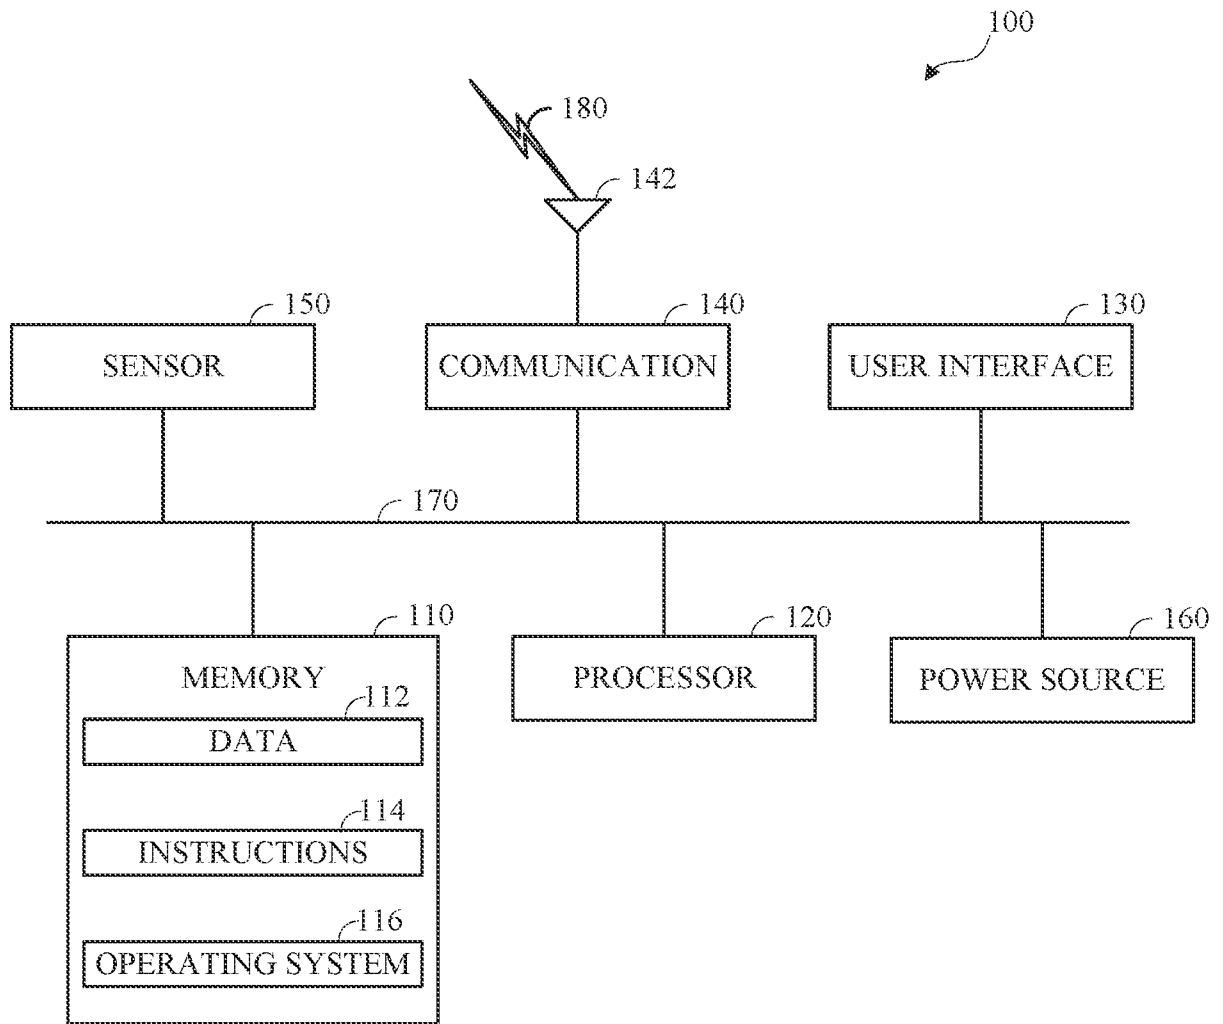 100
180
142
150
SENSOR
140
COMMUNICATION
130
USER INTERFACE
170
110
MEMORY
112
DATA
114
INSTRUCTIONS
116
OPERATING SYSTEM
120
PROCESSOR
160
POWER SOURCE